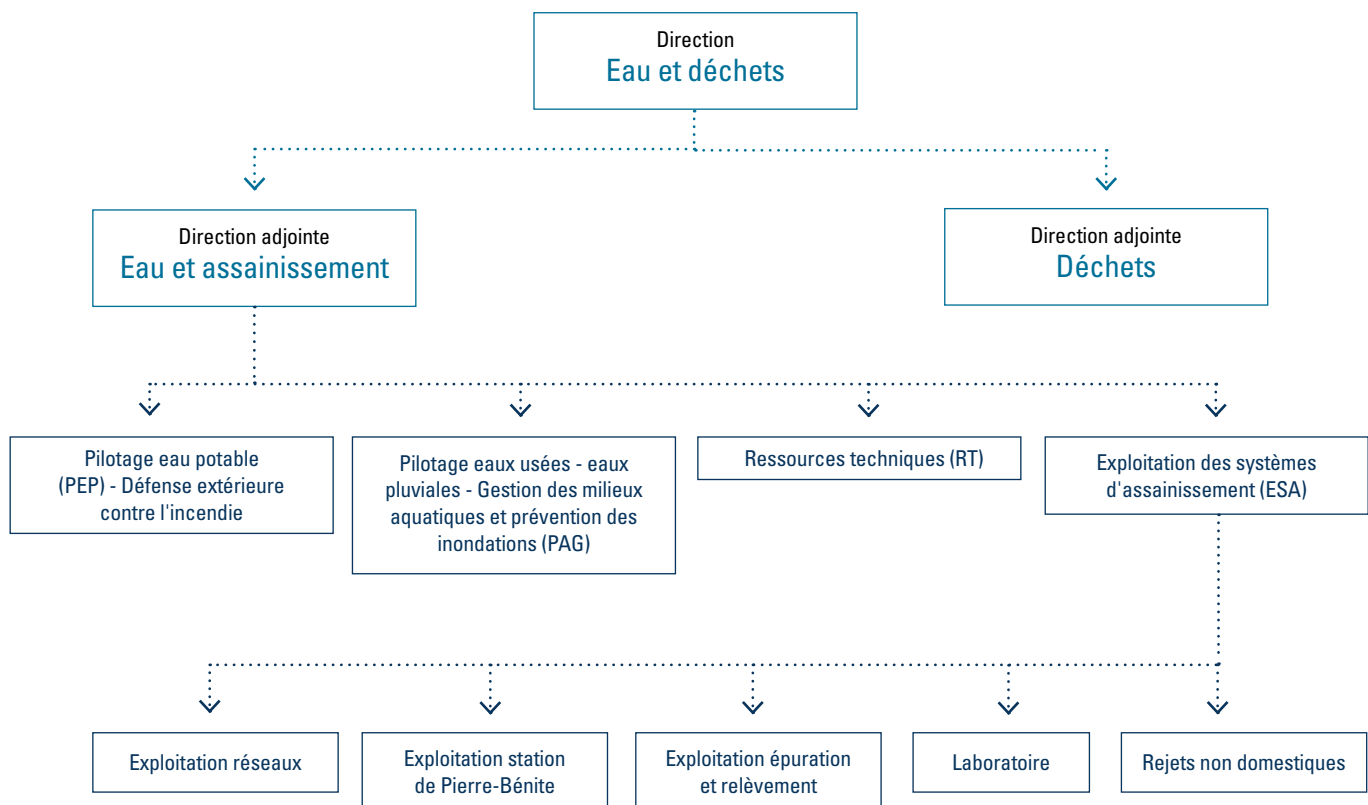 Direction
Eau et déchets
Direction adjointe
Eau et assainissement
Direction adjointe
Déchets
Pilotage eau potable
(PEP) - Défense extérieure
contre l'incendie
Pilotage eaux usées - eaux
pluviales - Gestion des milieux
aquatiques et prévention des
inondations (PAG)
Ressources techniques (RT)
Exploitation des systèmes
d'assainissement (ESA)
Exploitation réseaux
Exploitation station
de Pierre-Bénite
Exploitation épuration
et relèvement
Laboratoire
Rejets non domestiques